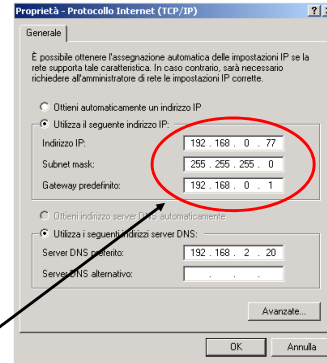 Proprietà - Protocollo Internet (TCP/IP)
Generale
È possibile ottenere l'assegnazione automatica delle impostazioni IP se la
rete supporta tale caratteristica. In caso contrario, sarà necessario
richiedere all'amministratore di rete le impostazioni IP corrette.
Ottieni automaticamente un indirizzo IP
Utilizza il seguente indirizzo IP:
Indirizzo IP: 192 . 168 . 0 . 77
Subnet mask: 255 . 255 . 255 . 0
Gateway predefinito: 192 . 168 . 0 . 1
Ottieni indirizzo server DNS automaticamente
Utilizza i seguenti indirizzi server DNS:
Server DNS preferito: 192 . 168 . 2 . 20
Server DNS alternativo: . . .
Avanzate...
OK Annulla